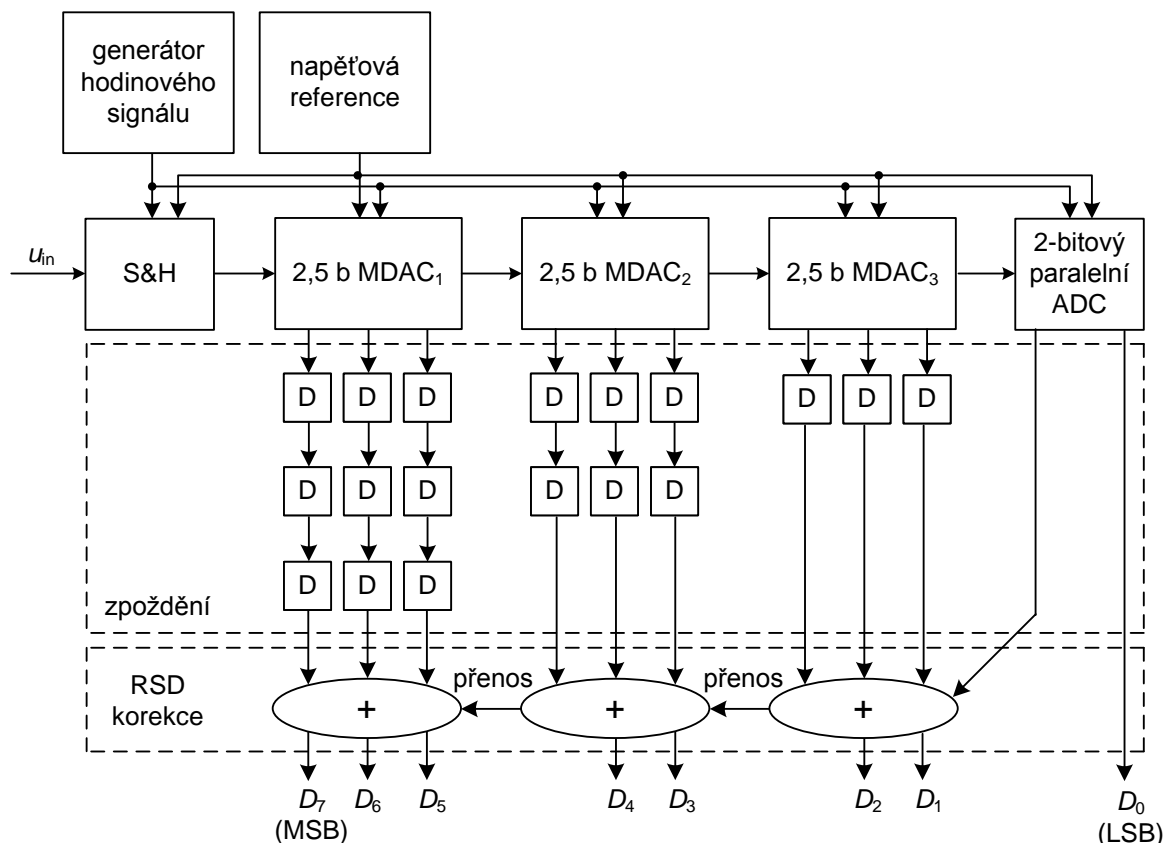 generátor
hodinového
signálu
napěťová
reference
uin
S&H
2,5 b MDAC1
2,5 b MDAC2
2,5 b MDAC3
2-bitový
paralelní
ADC
D D D D D D D D D
D D D D D D
D D D
zpoždění
RSD
korekce
+ přenos + přenos +
D7 D6 D5 D4 D3 D2 D1 D0
(MSB) (LSB)